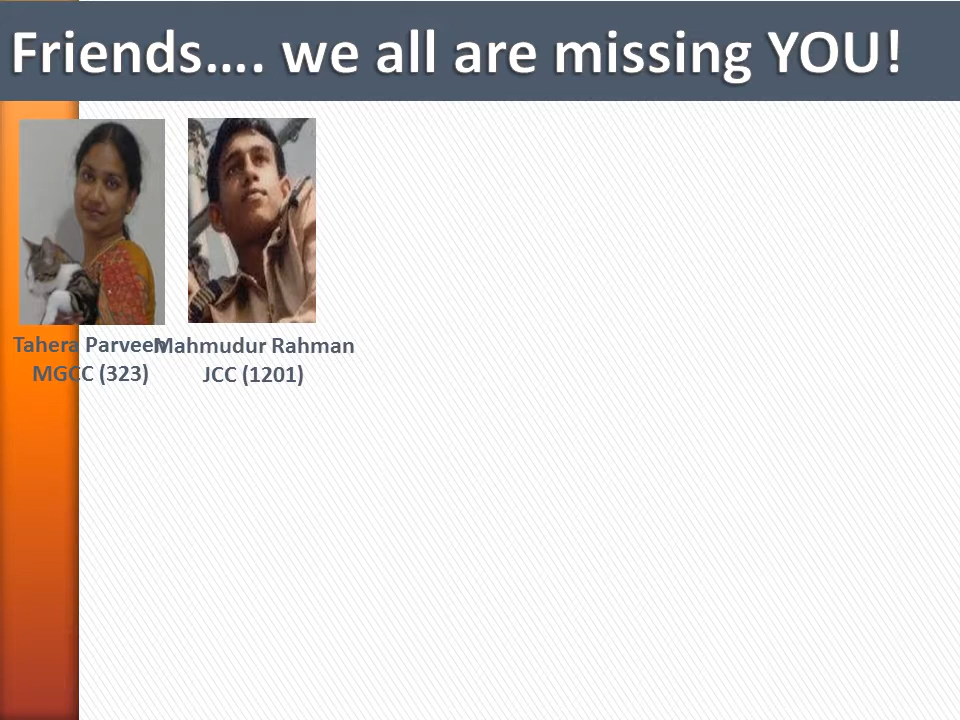 Friends.... we all are missing YOU!
Tahera Parveen
MGCC (323)
Mahmudur Rahman
JCC (1201)